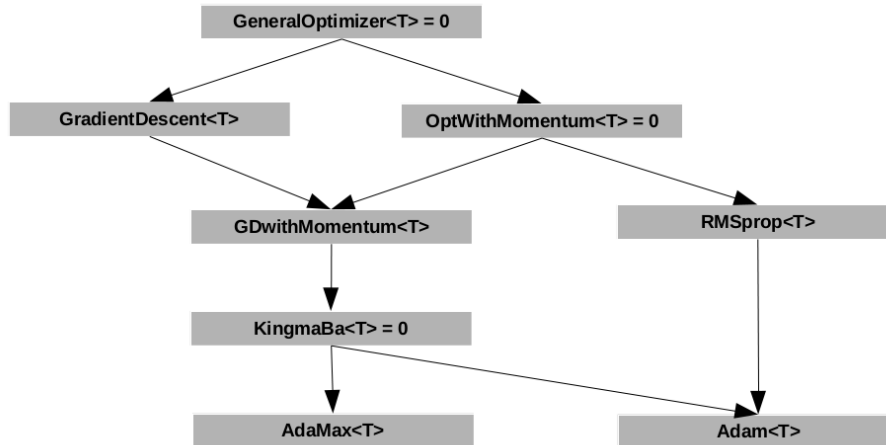 GeneralOptimizer<T> = 0
GradientDescent<T>
OptWithMomentum<T> = 0
GDwithMomentum<T>
RMSprop<T>
KingmaBa<T> = 0
AdaMax<T>
Adam<T>